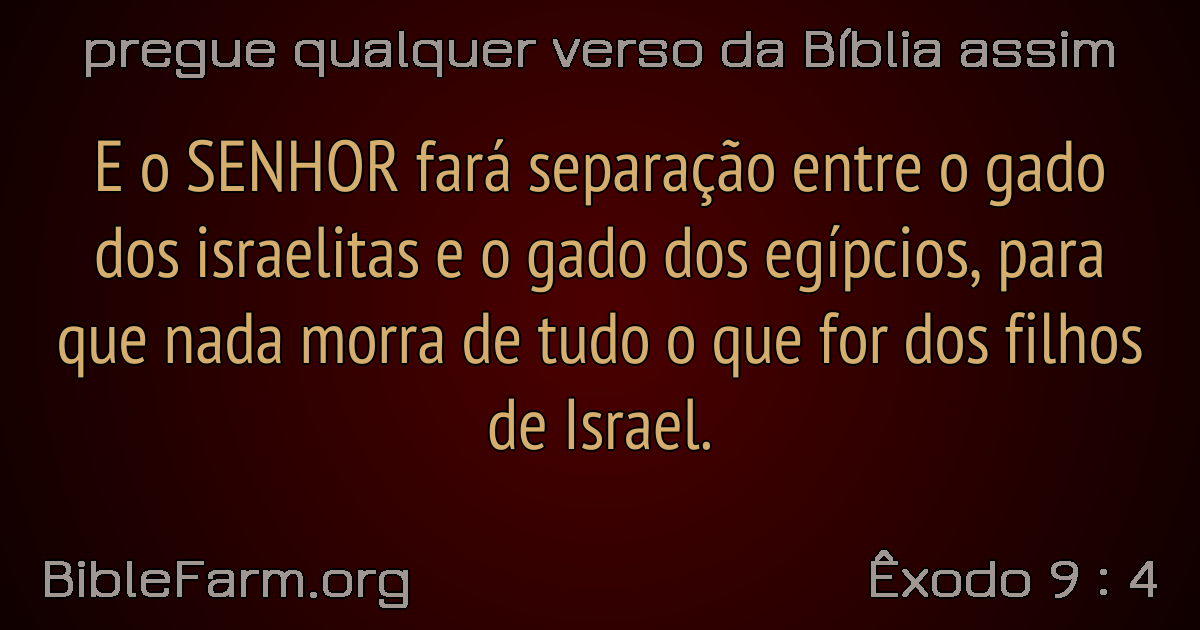 pregue qualquer verso da Bíblia assim
E o SENHOR fará separação entre o gado
dos israelitas e o gado dos egípcios, para
que nada morra de tudo o que for dos filhos
de Israel.
BibleFarm.org
Êxodo 9 : 4